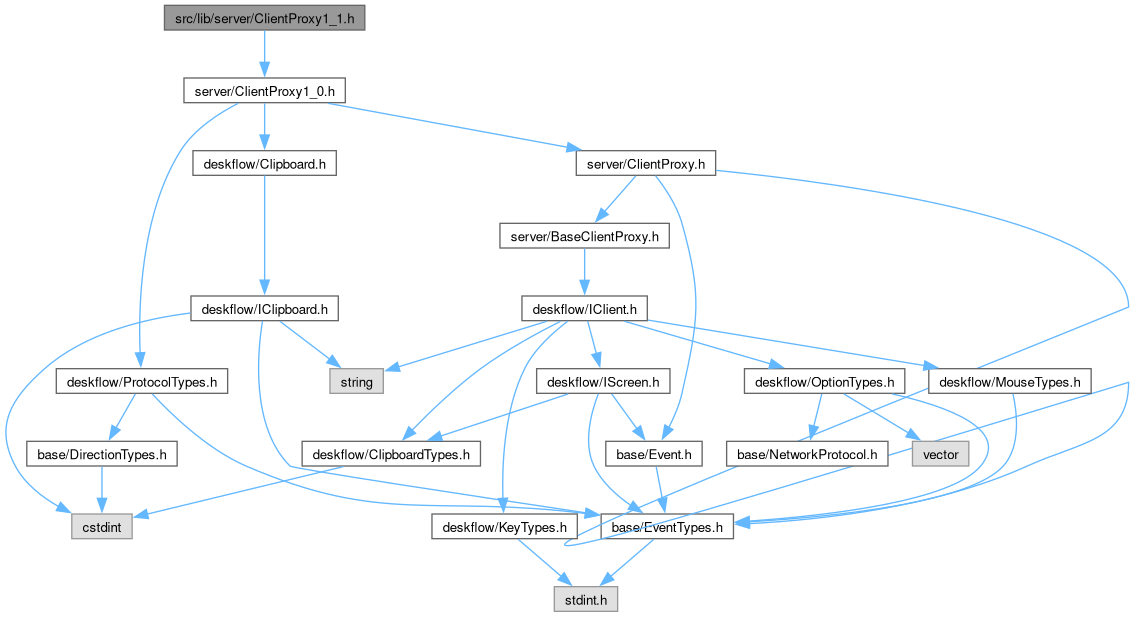 src/lib/server/ClientProxy1_1.h
server/ClientProxy1_0.h
deskflow/Clipboard.h
server/ClientProxy.h
server/BaseClientProxy.h
deskflow/IClipboard.h
deskflow/IClient.h
deskflow/ProtocolTypes.h
string
deskflow/IScreen.h
deskflow/OptionTypes.h
deskflow/MouseTypes.h
base/DirectionTypes.h
deskflow/ClipboardTypes.h
base/Event.h
base/NetworkProtocol.h
vector
cstdint
deskflow/KeyTypes.h
base/EventTypes.h
stdint.h